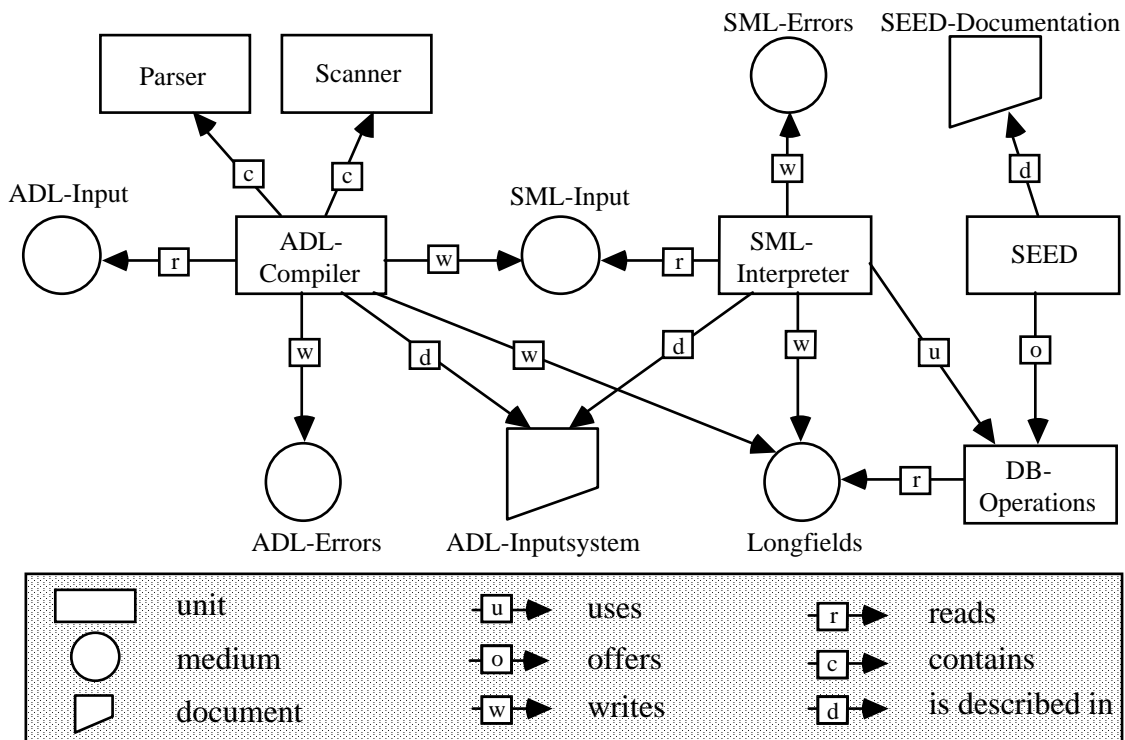 SML-Errors
SEED-Documentation
Parser
Scanner
c
c
w
d
ADL-Input
SML-Input
ADL-
Compiler
SML-
Interpreter
SEED
r
w
r
w
d
w
d
w
u
o
DB-
Operations
r
ADL-Errors
ADL-Inputsystem
Longfields
unit
u
uses
r
reads
medium
o
offers
c
contains
document
w
writes
d
is described in